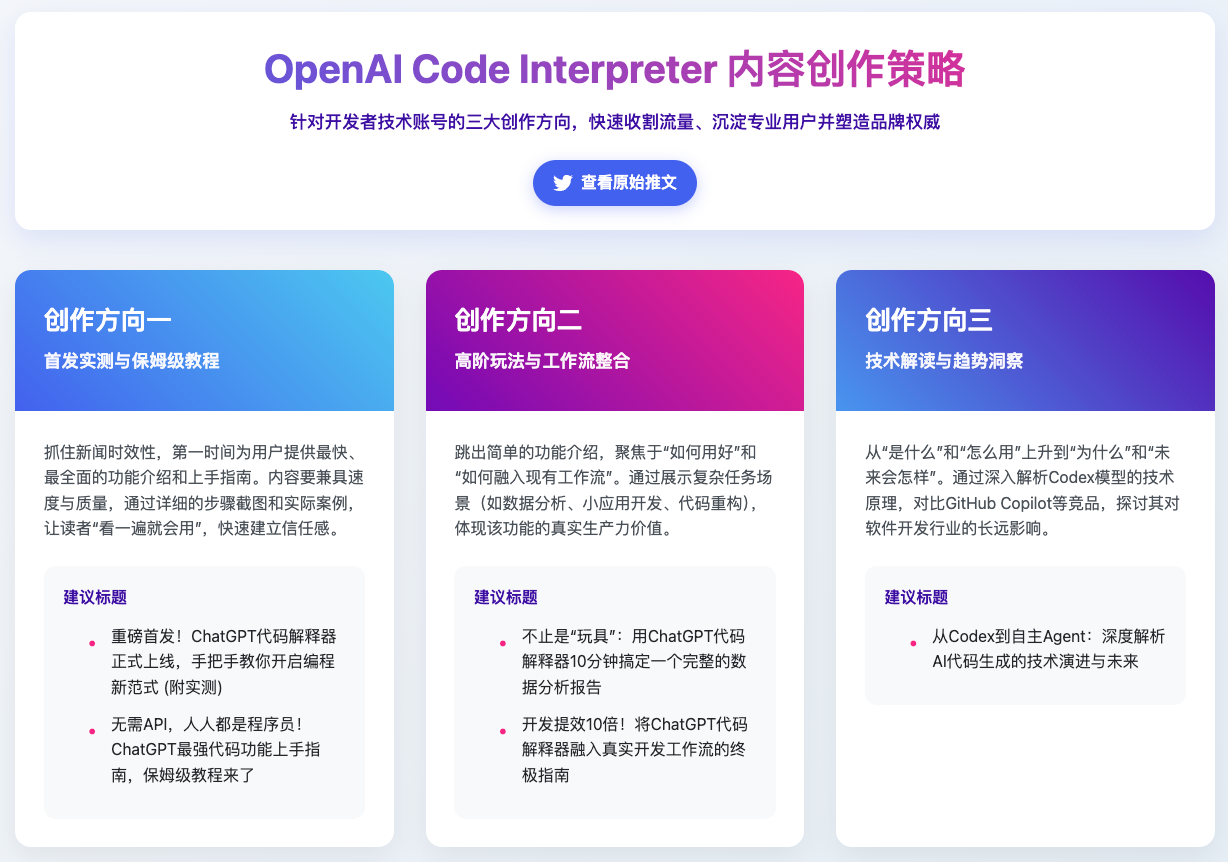 OpenAI Code Interpreter 内容创作策略
针对开发者技术账号的三大创作方向，快速收割流量、沉淀专业用户并塑造品牌权威
查看原始推文
创作方向一
首发实测与保姆级教程
抓住新闻时效性，第一时间为用户提供最快、
最全面的功能介绍和上手指南。内容要兼具速
度与质量，通过详细的步骤截图和实际案例，
让读者“看一遍就会用”，快速建立信任感。
建议标题
重磅首发！ChatGPT代码解释器
正式上线，手把手教你开启编程
新范式 (附实测)
无需API，人人都是程序员！
ChatGPT最强代码功能上手指
南，保姆级教程来了
创作方向二
高阶玩法与工作流整合
跳出简单的功能介绍，聚焦于“如何用好”和
“如何融入现有工作流”。通过展示复杂任务场
景（如数据分析、小应用开发、代码重构），
体现该功能的真实生产力价值。
建议标题
不止是“玩具”：用ChatGPT代码
解释器10分钟搞定一个完整的数
据分析报告
开发提效10倍！将ChatGPT代码
解释器融入真实开发工作流的终
极指南
创作方向三
技术解读与趋势洞察
从“是什么”和“怎么用”上升到“为什么”和“未
来会怎样”。通过深入解析Codex模型的技术
原理，对比GitHub Copilot等竞品，探讨其对
软件开发行业的长远影响。
建议标题
从Codex到自主Agent：深度解析
AI代码生成的技术演进与未来